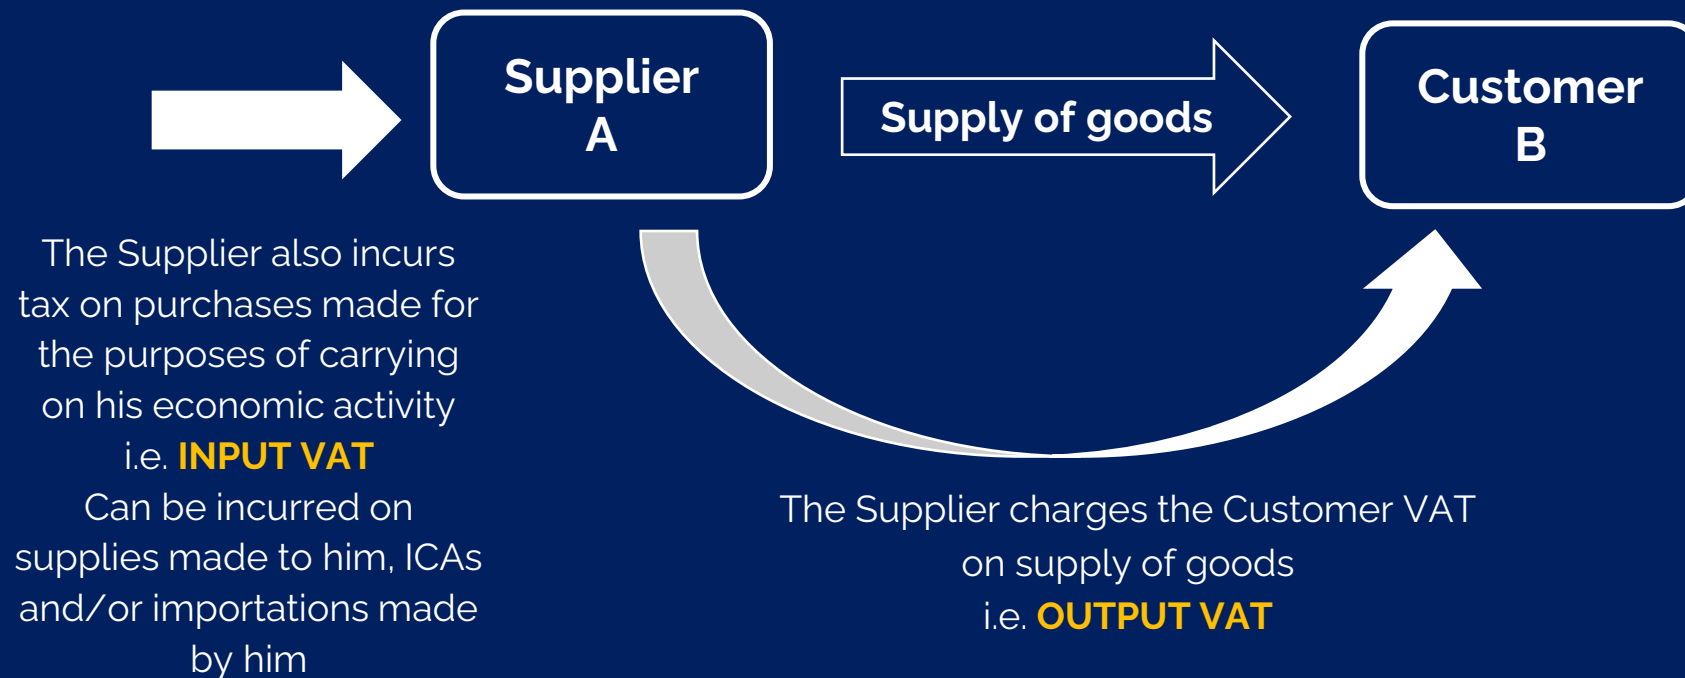 Supplier
A
Supply of goods
Customer
B
The Supplier also incurs
tax on purchases made for
the purposes of carrying
on his economic activity
i.e. INPUT VAT
Can be incurred on
supplies made to him, ICAs
and/or importations made
by him
The Supplier charges the Customer VAT
on supply of goods
i.e. OUTPUT VAT